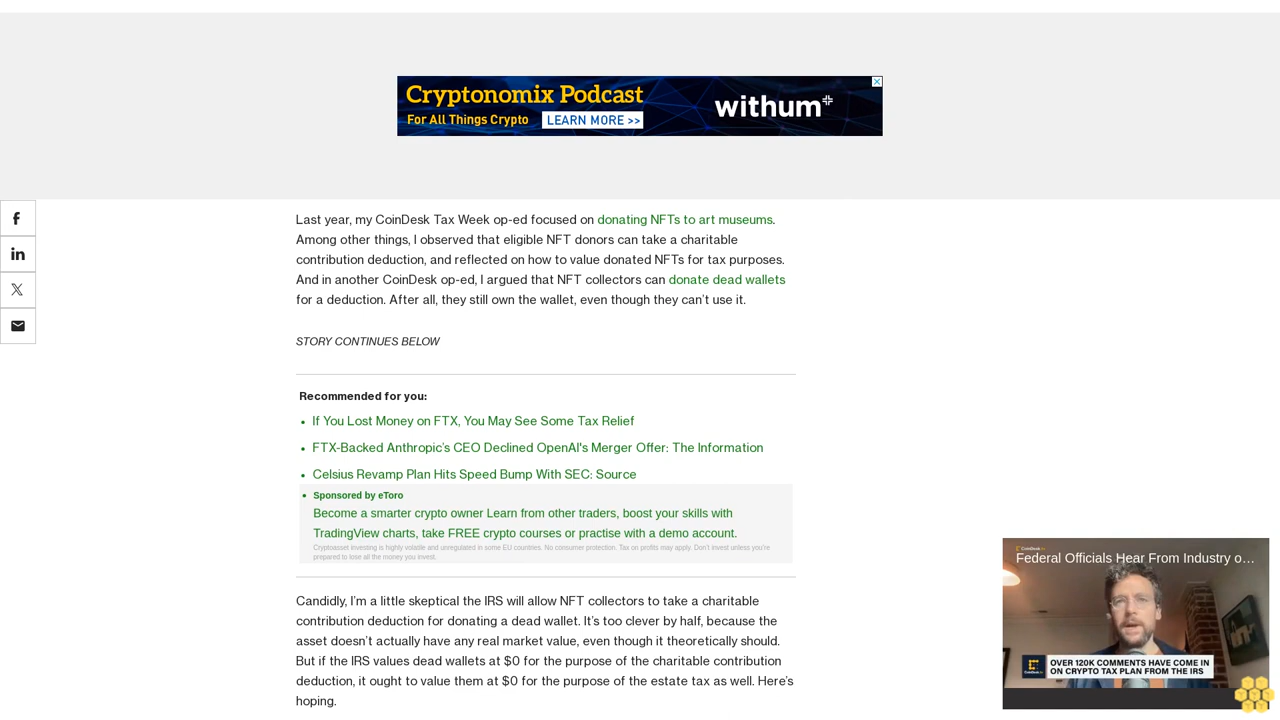 Cryptonomix Podcast
For All Things Crypto
LEARN MORE >>
withum
Last year, my CoinDesk Tax Week op-ed focused on donating NFTs to art museums.
Among other things, I observed that eligible NFT donors can take a charitable
contribution deduction, and reflected on how to value donated NFTs for tax purposes.
And in another CoinDesk op-ed, I argued that NFT collectors can donate dead wallets
for a deduction. After all, they still own the wallet, even though they can’t use it.
STORY CONTINUES BELOW
Recommended for you:
• If You Lost Money on FTX, You May See Some Tax Relief
• FTX-Backed Anthropic’s CEO Declined OpenAI's Merger Offer: The Information
• Celsius Revamp Plan Hits Speed Bump With SEC: Source
• Sponsored by eToro
Become a smarter crypto owner Learn from other traders, boost your skills with
TradingView charts, take FREE crypto courses or practise with a demo account.
Cryptoasset investing is highly volatile and unregulated in some EU countries. No consumer protection. Tax on profits may apply. Don't invest unless you're
prepared to lose all the money you invest.
Candidly, I’m a little skeptical the IRS will allow NFT collectors to take a charitable
contribution deduction for donating a dead wallet. It’s too clever by half, because the
asset doesn’t actually have any real market value, even though it theoretically should.
But if the IRS values dead wallets at $0 for the purpose of the charitable contribution
deduction, it ought to value them at $0 for the purpose of the estate tax as well. Here’s
hoping.
Federal Officials Hear From Industry o…
OVER 120K COMMENTS HAVE COME IN
ON CRYPTO TAX PLAN FROM THE IRS